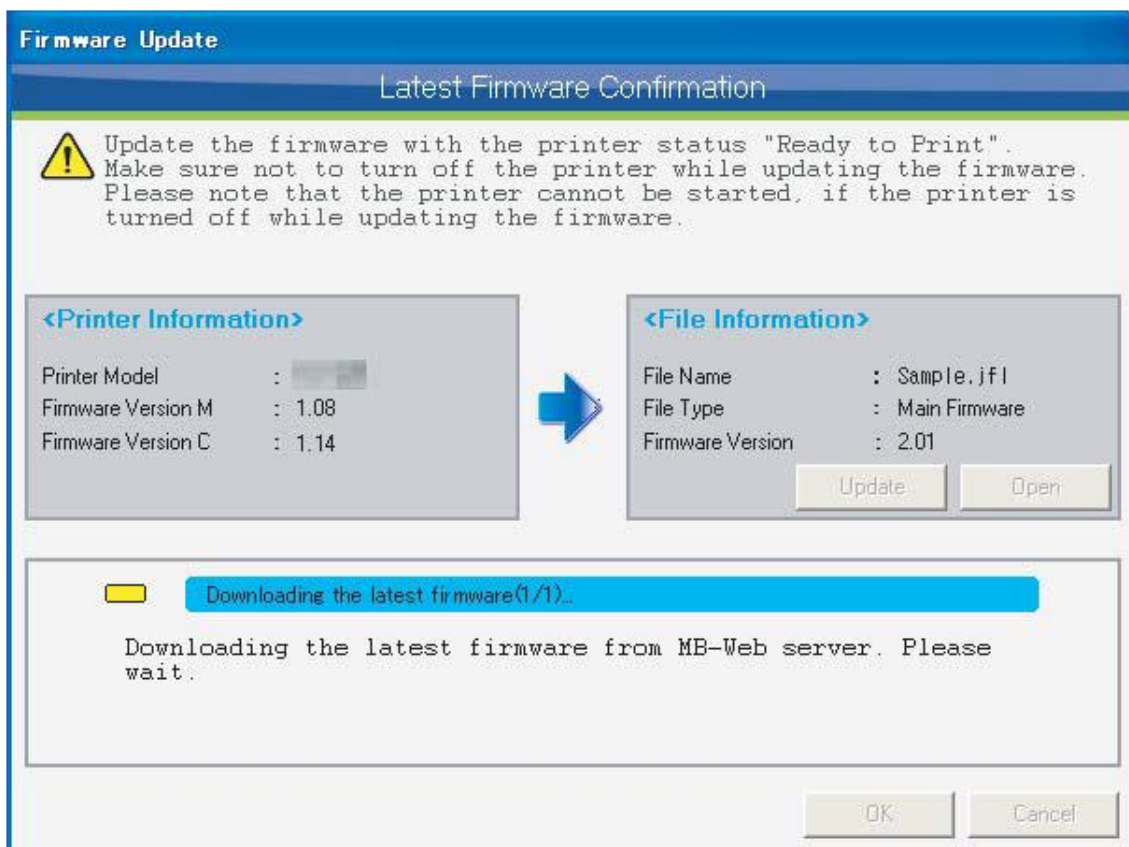 Firmware Update
Latest Firmware Confirmation
Update the firmware with the printer status "Ready to Print".
Make sure not to turn off the printer while updating the firmware.
Please note that the printer cannot be started, if the printer is
turned off while updating the firmware.
<Printer Information>
Printer Model :
Firmware Version M : 1.08
Firmware Version C : 1.14
<File Information>
File Name : Sample.jfl
File Type : Main Firmware
Firmware Version : 2.01
Update Open
Downloading the latest firmware(1/1)...
Downloading the latest firmware from MB-Web server. Please
wait.
OK Cancel